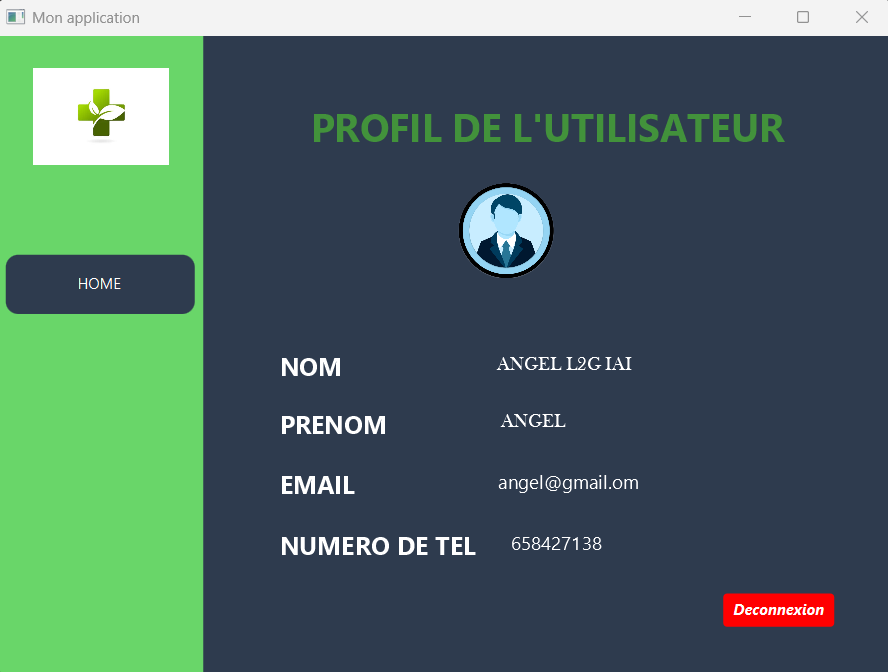 Mon application
PROFIL DE L'UTILISATEUR
HOME
NOM ANGEL L2G IAI
PRENOM ANGEL
EMAIL angel@gmail.om
NUMERO DE TEL 658427138
Deconnexion